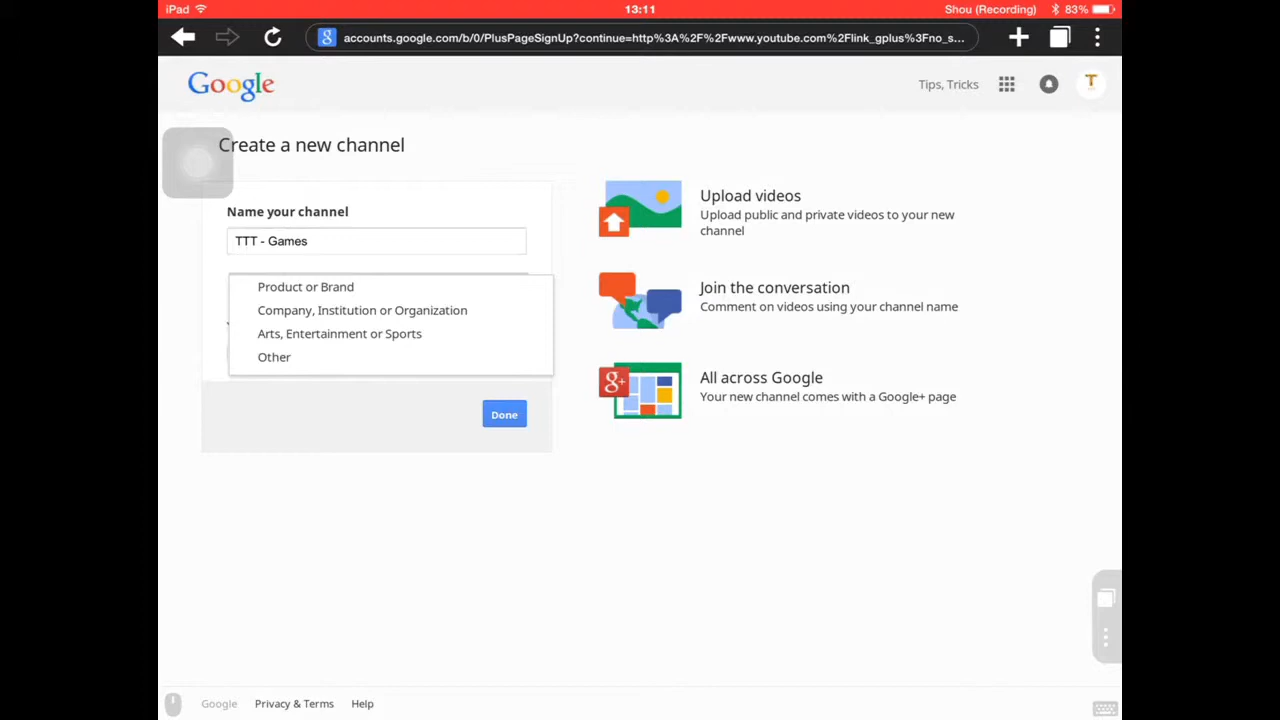 iPad
13:11
Shou (Recording)
83%
accounts.google.com/b/0/PlusPageSignUp?continue=http%3A%2F%2Fwww.youtube.com%2Flink_gplus%3Fno_s...
Google
Tips, Tricks
T
Create a new channel
Name your channel
TTT - Games
Product or Brand
Company, Institution or Organization
Arts, Entertainment or Sports
Other
Done
Upload videos
Upload public and private videos to your new
channel
Join the conversation
Comment on videos using your channel name
g+
All across Google
Your new channel comes with a Google+ page
Google
Privacy & Terms
Help